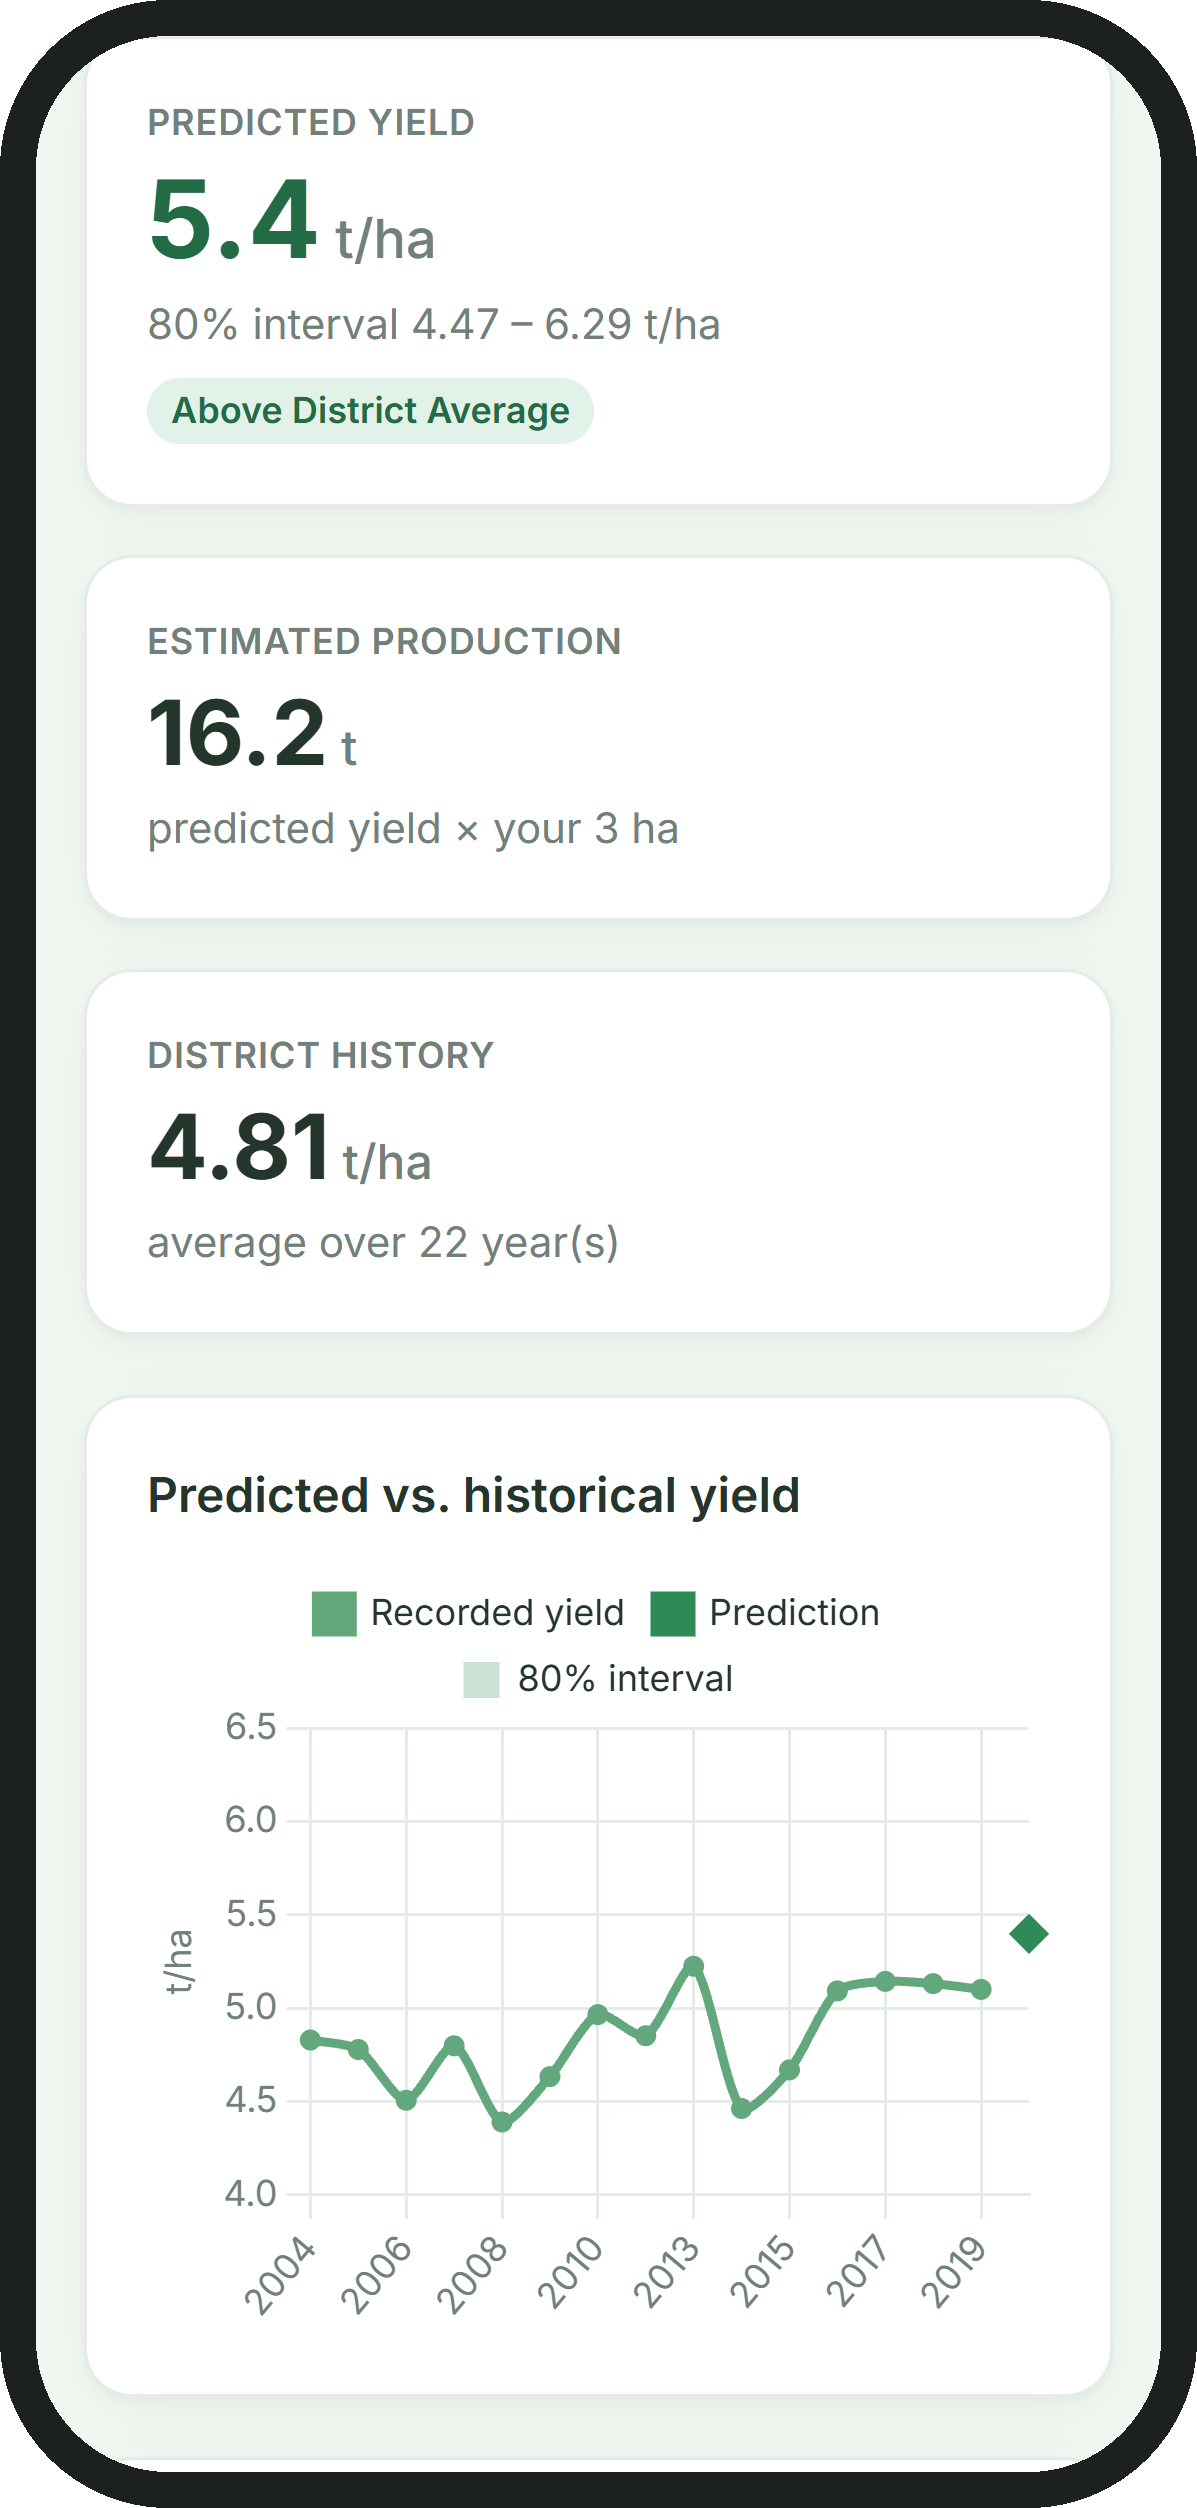 PREDICTED YIELD
5.4 t/ha
80% interval 4.47 – 6.29 t/ha
Above District Average
ESTIMATED PRODUCTION
16.2 t
predicted yield × your 3 ha
DISTRICT HISTORY
4.81 t/ha
average over 22 year(s)
Predicted vs. historical yield
Recorded yield Prediction
80% interval
6.5
6.0
5.5
5.0
4.5
4.0
t/ha
2004 2006 2008 2010 2013 2015 2017 2019